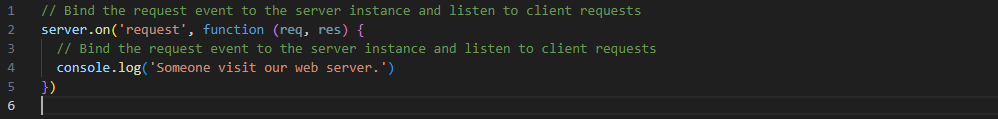 1 // Bind the request event to the server instance and listen to client requests
2 server.on('request', function (req, res) {
3   // Bind the request event to the server instance and listen to client requests
4   console.log('Someone visit our web server.')
5 })
6